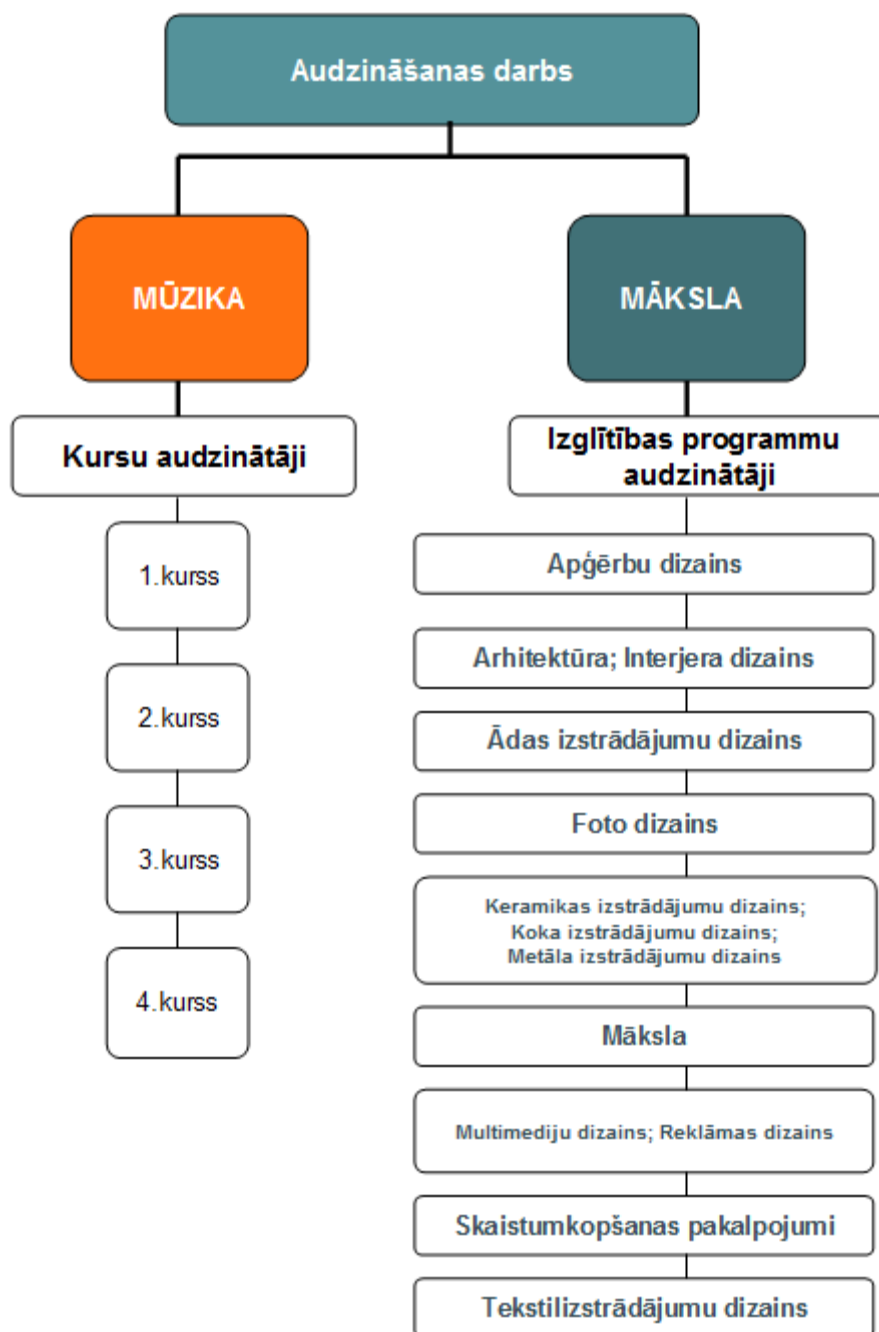 Audzināšanas darbs
MŪZIKA
MĀKSLA
Kursu audzinātāji
1.kurss
2.kurss
3.kurss
4.kurss
Izglītības programmu
audzinātāji
Apģērbu dizains
Arhitektūra; Interjera dizains
Ādas izstrādājumu dizains
Foto dizains
Keramikas izstrādājumu dizains;
Koka izstrādājumu dizains;
Metāla izstrādājumu dizains
Māksla
Multimediju dizains; Reklāmas dizains
Skaistumkopšanas pakalpojumi
Tekstilizstrādājumu dizains